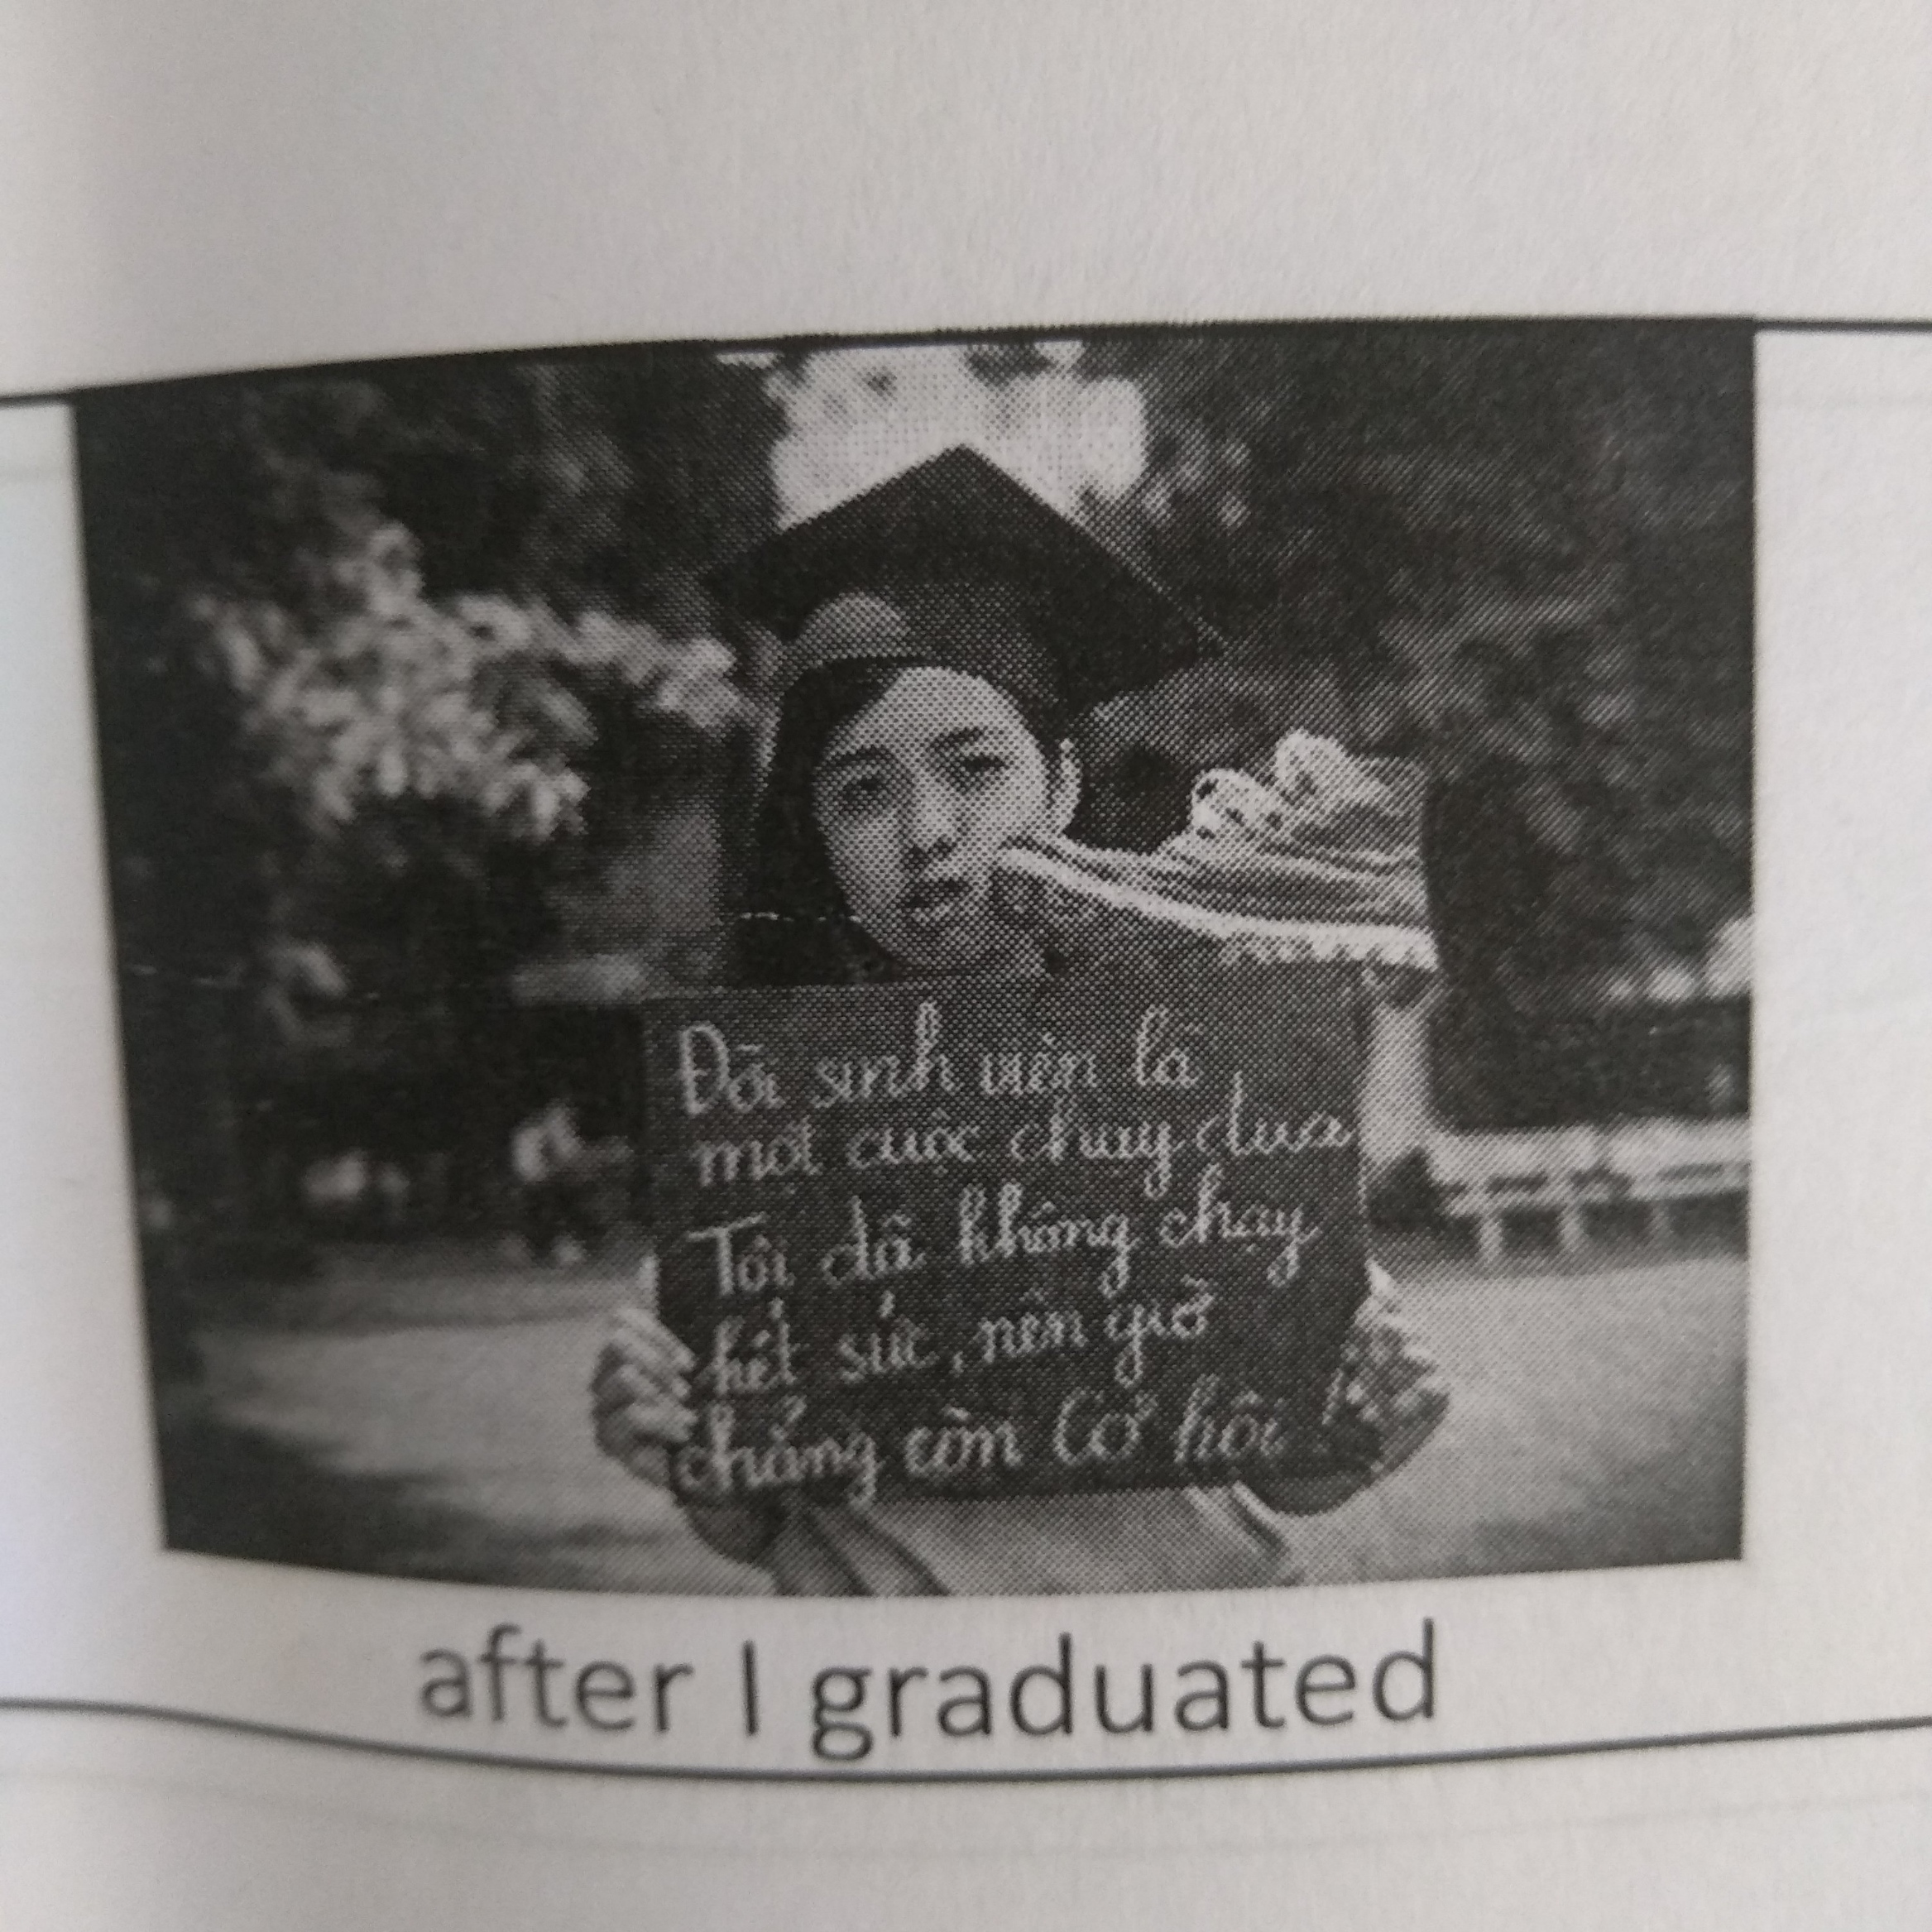 Đời sinh viên là
một cuộc chạy đua
Tôi đã không chạy
hết sức, nên giờ
chẳng còn cơ hội !
after I graduated